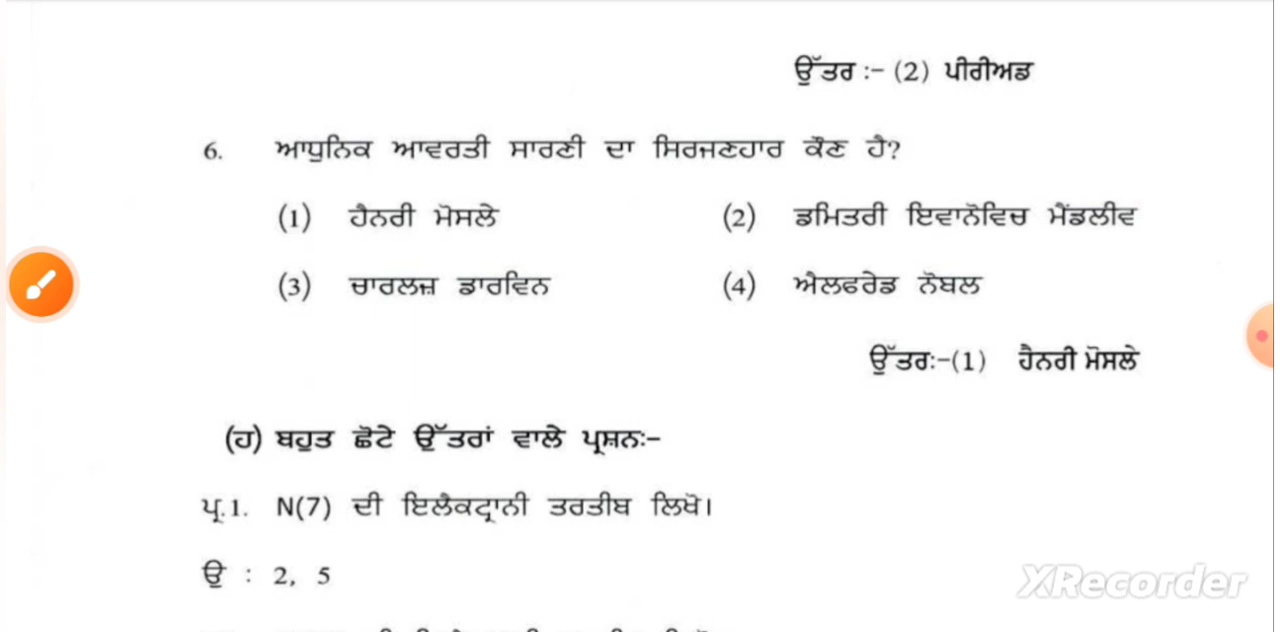 ਉੱਤਰ :- (2) ਪੀਰੀਅਡ
6. ਆਧੁਨਿਕ ਆਵਰਤੀ ਸਾਰਣੀ ਦਾ ਸਿਰਜਣਹਾਰ ਕੌਣ ਹੈ?
(1) ਹੈਨਰੀ ਮੋਸਲੇ (2) ਡਮਿਤਰੀ ਇਵਾਨੋਵਿਚ ਮੈਂਡਲੀਵ
(3) ਚਾਰਲਜ਼ ਡਾਰਵਿਨ (4) ਐਲਫਰੇਡ ਨੋਬਲ
ਉੱਤਰ:-(1) ਹੈਨਰੀ ਮੋਸਲੇ
(ਹ) ਬਹੁਤ ਛੋਟੇ ਉੱਤਰਾਂ ਵਾਲੇ ਪ੍ਰਸ਼ਨ:-
ਪ੍ਰ.1. N(7) ਦੀ ਇਲੈਕਟ੍ਰਾਨੀ ਤਰਤੀਬ ਲਿਖੋ।
ਉ : 2, 5
XRecorder